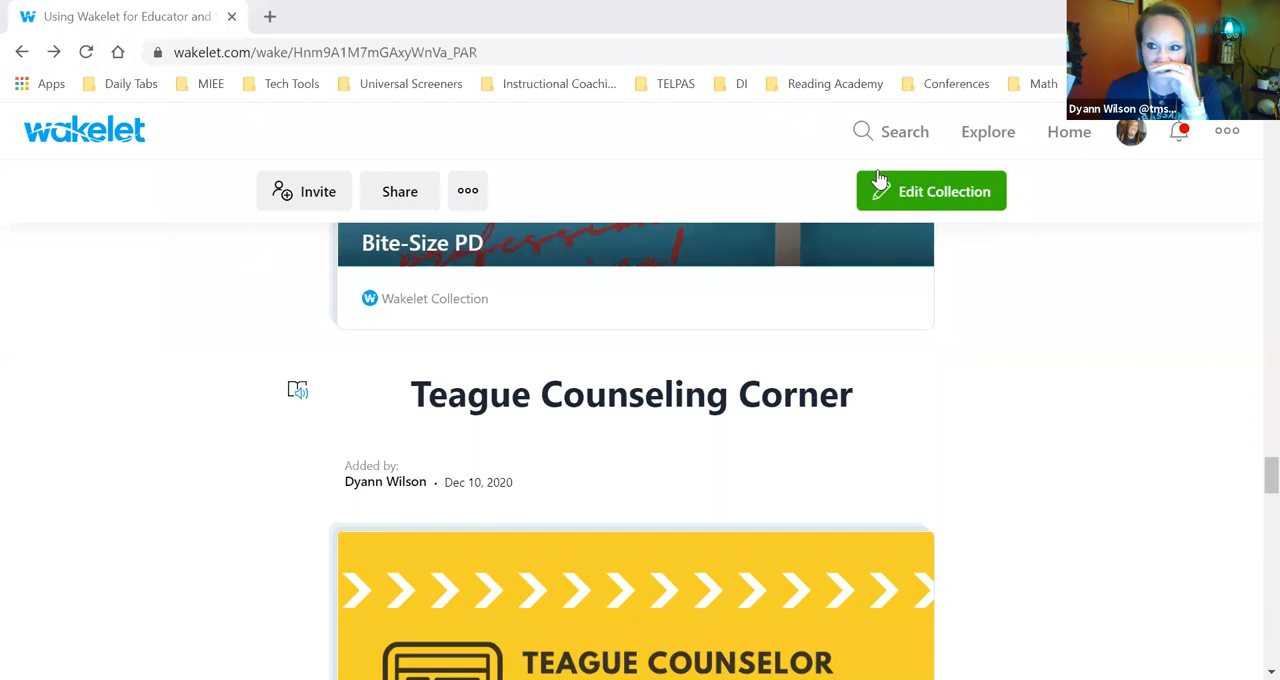 Using Wakelet for Educator and
wakelet.com/wake/Hnm9A1M7mGAxyWnVa_PAR
Apps Daily Tabs MIEE Tech Tools Universal Screeners Instructional Coachi... TELPAS DI Reading Academy Conferences Math
Dyann Wilson @tms...
wakelet Search Explore Home
Invite Share Edit Collection
professional
Bite-Size PD
Wakelet Collection
Teague Counseling Corner
Added by:
Dyann Wilson · Dec 10, 2020
TEAGUE COUNSELOR